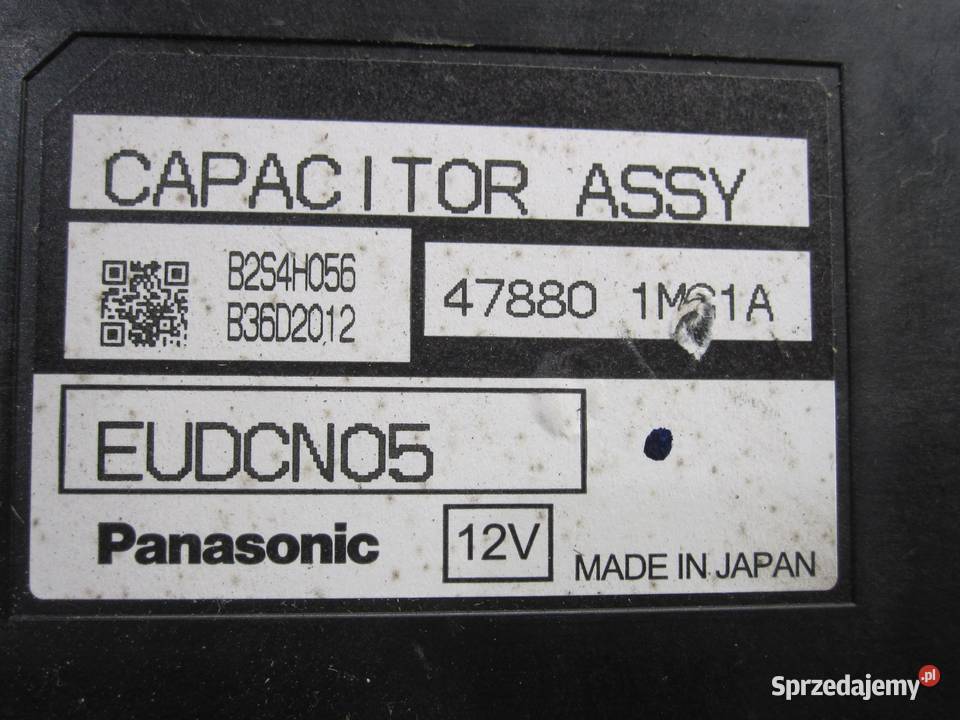 CAPACITOR ASSY
B2S4H056
B36D2012
47880
EUDCN05
Panasonic
12V
MADE IN JAPAN
Sprzedajemy.pl